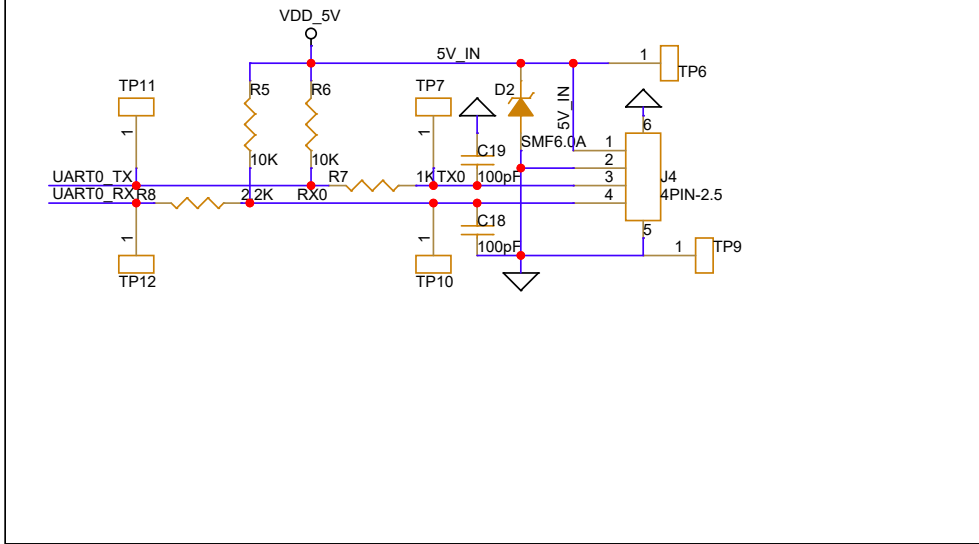 VDD_5V
5V_IN
1
TP6
TP11
R5
R6
TP7
D2
5V_IN
1
1
6
SMF6.0A
1
C19
2
10K
10K
100pF
3
J4
UART0_TX
R7
1K
TX0
4
4PIN-2.5
UART0_RX
R8
2.2K
RX0
C18
1
1
100pF
5
1
TP9
TP12
TP10